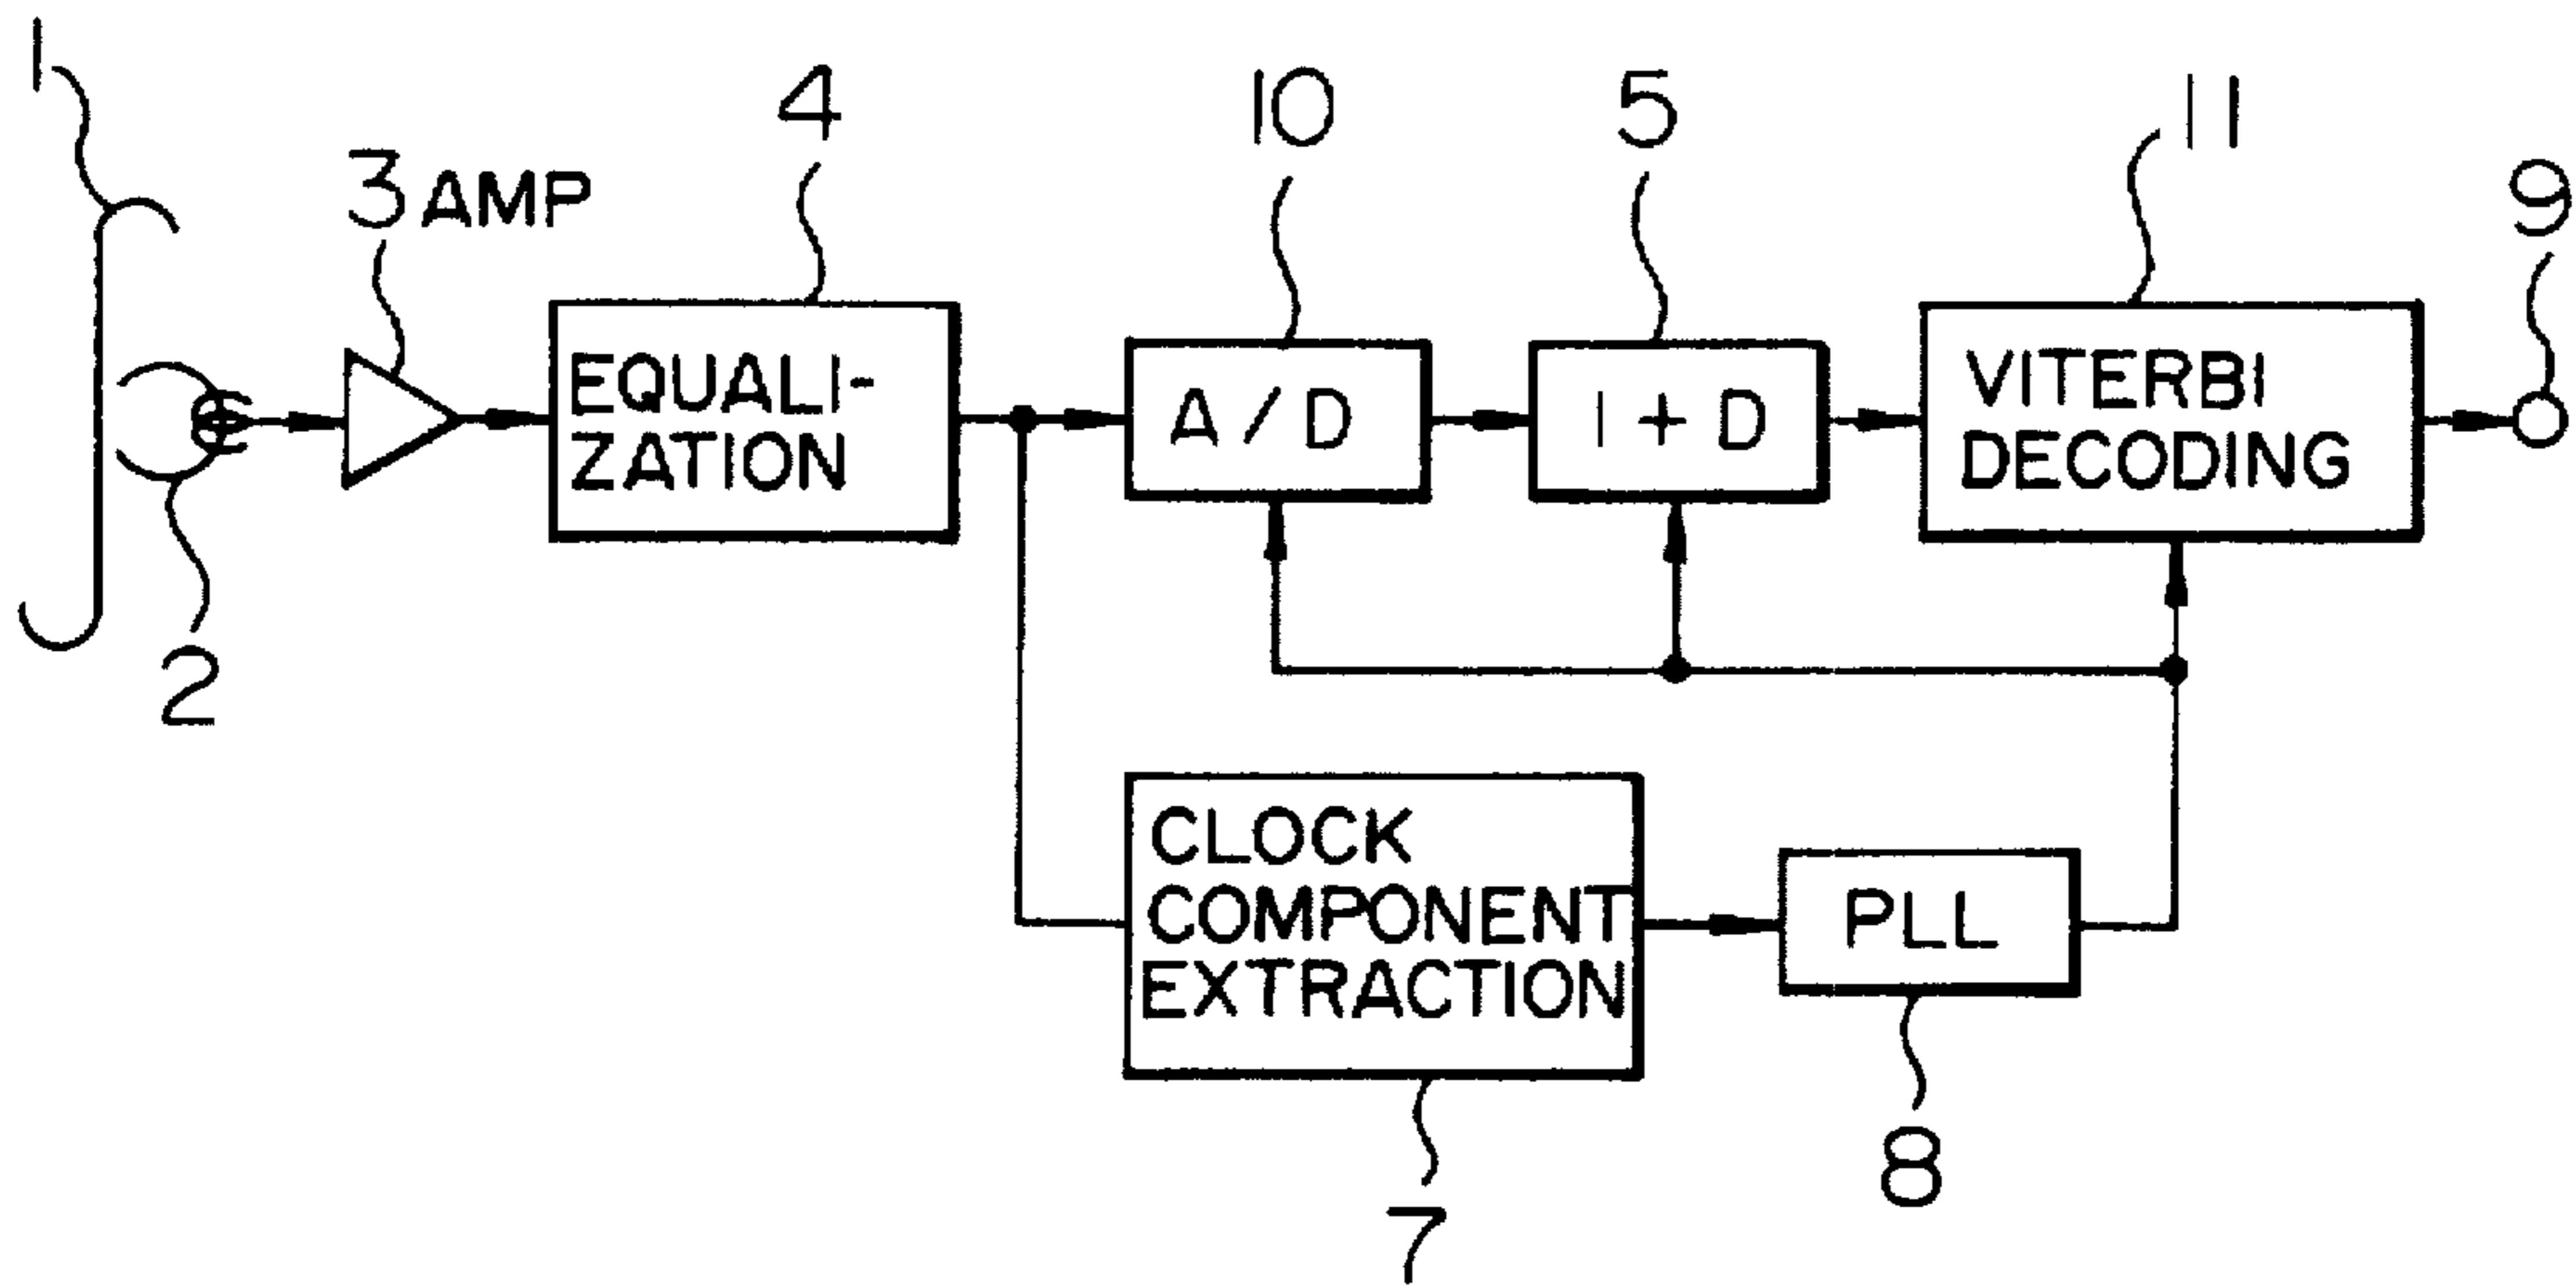 1
3 AMP
4
10
5
11
9
EQUALI-
ZATION
A / D
1 + D
VITERBI
DECODING
2
CLOCK
COMPONENT
EXTRACTION
PLL
7
8